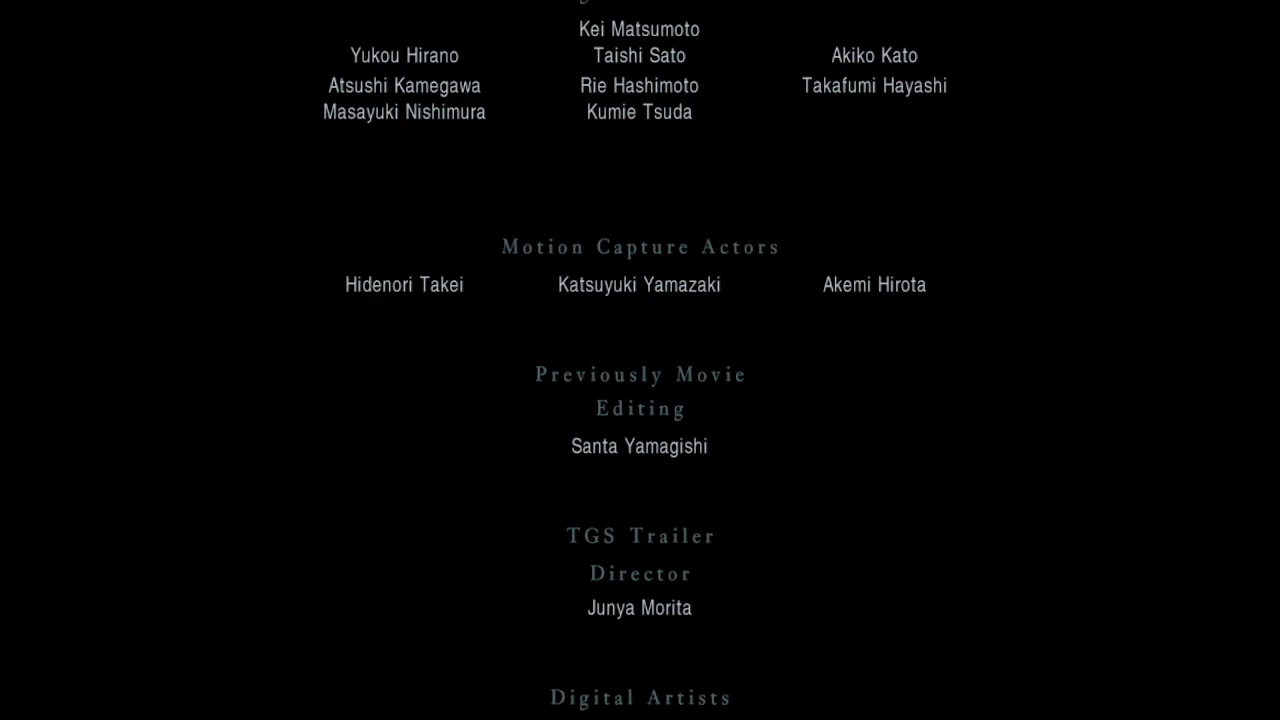 Kei Matsumoto
Yukou Hirano Taishi Sato Akiko Kato
Atsushi Kamegawa Rie Hashimoto Takafumi Hayashi
Masayuki Nishimura Kumie Tsuda
Motion Capture Actors
Hidenori Takei Katsuyuki Yamazaki Akemi Hirota
Previously Movie
Editing
Santa Yamagishi
TGS Trailer
Director
Junya Morita
Digital Artists